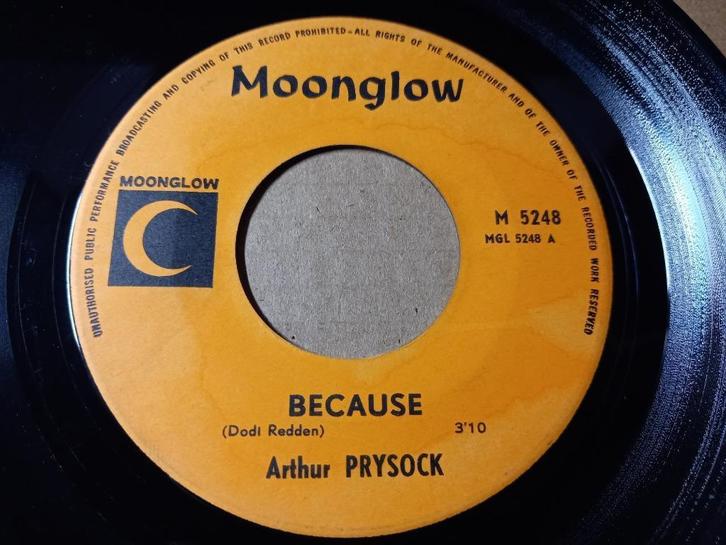 UNAUTHORISED PUBLIC PERFORMANCE BROADCASTING AND COPYING OF THIS RECORD PROHIBITED - ALL RIGHTS OF THE MANUFACTURER AND OF THE OWNER OF THE RECORDED WORK RESERVED
Moonglow
MOONGLOW
M 5248
MGL 5248 A
BECAUSE
(Dodi Redden) 3'10
Arthur PRYSOCK